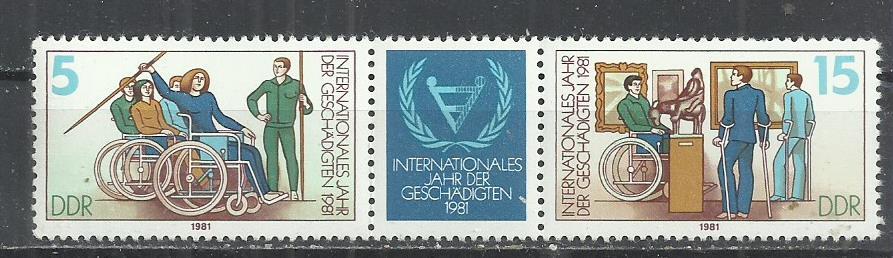 5
INTERNATIONALES JAHR
DER GESCHÄDIGTEN 1981
DDR
1981
INTERNATIONALES
JAHR DER
GESCHÄDIGTEN
1981
INTERNATIONALES JAHR
DER GESCHÄDIGTEN 1981
15
DDR
1981